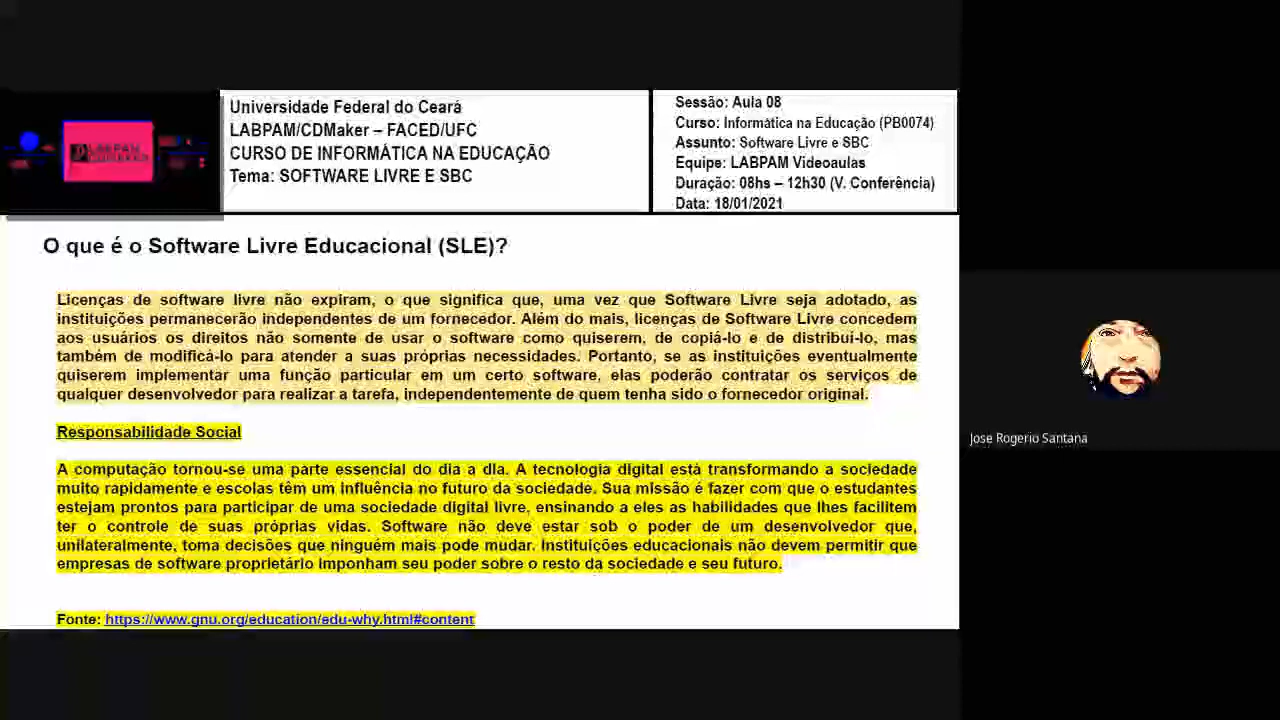 Universidade Federal do Ceará
LABPAM/CDMaker – FACED/UFC
CURSO DE INFORMÁTICA NA EDUCAÇÃO
Tema: SOFTWARE LIVRE E SBC
Sessão: Aula 08
Curso: Informática na Educação (PB0074)
Assunto: Software Livre e SBC
Equipe: LABPAM Videoaulas
Duração: 08hs – 12h30 (V. Conferência)
Data: 18/01/2021
O que é o Software Livre Educacional (SLE)?
Licenças de software livre não expiram, o que significa que, uma vez que Software Livre seja adotado, as
instituições permanecerão independentes de um fornecedor. Além do mais, licenças de Software Livre concedem
aos usuários os direitos não somente de usar o software como quiserem, de copiá-lo e de distribuí-lo, mas
também de modificá-lo para atender a suas próprias necessidades. Portanto, se as instituições eventualmente
quiserem implementar uma função particular em um certo software, elas poderão contratar os serviços de
qualquer desenvolvedor para realizar a tarefa, independentemente de quem tenha sido o fornecedor original.
Responsabilidade Social
A computação tornou-se uma parte essencial do dia a dia. A tecnologia digital está transformando a sociedade
muito rapidamente e escolas têm um influência no futuro da sociedade. Sua missão é fazer com que o estudantes
estejam prontos para participar de uma sociedade digital livre, ensinando a eles as habilidades que lhes facilitem
ter o controle de suas próprias vidas. Software não deve estar sob o poder de um desenvolvedor que,
unilateralmente, toma decisões que ninguém mais pode mudar. Instituições educacionais não devem permitir que
empresas de software proprietário imponham seu poder sobre o resto da sociedade e seu futuro.
Fonte: https://www.gnu.org/education/edu-why.html#content
Jose Rogerio Santana